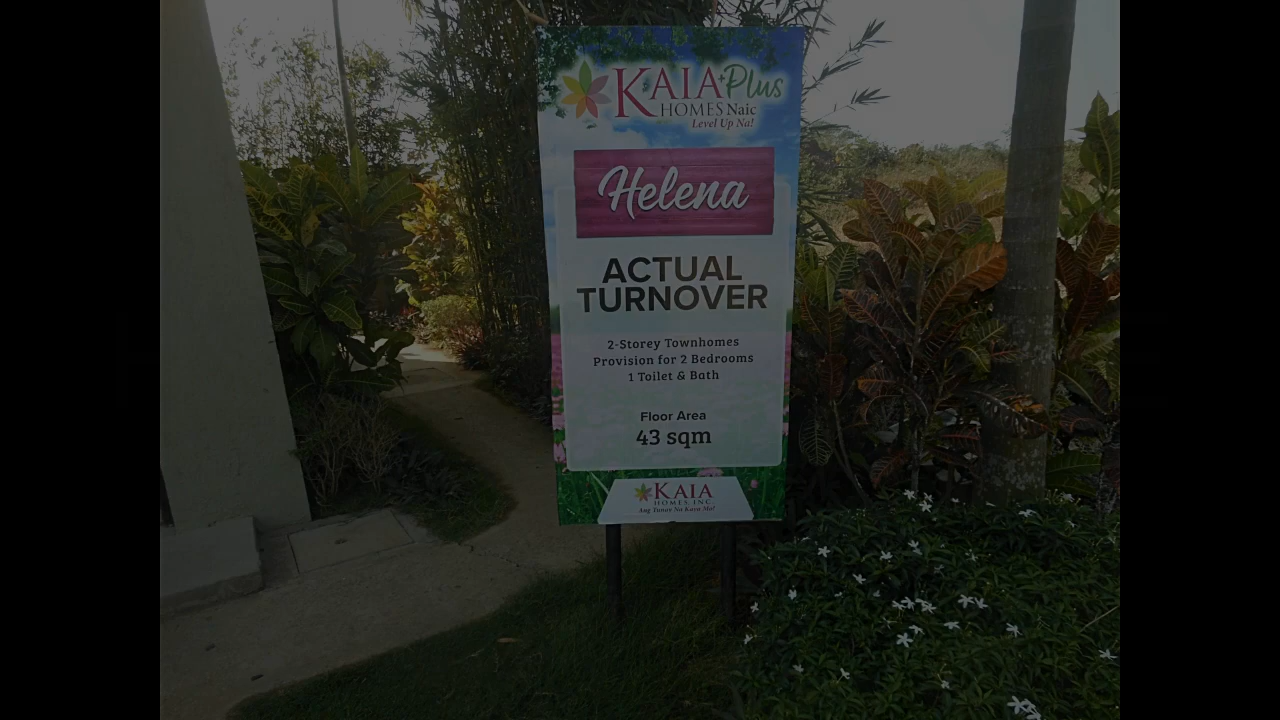 KAIA Plus
HOMES Naic
Level Up Na!
Helena
ACTUAL
TURNOVER
2-Storey Townhomes
Provision for 2 Bedrooms
1 Toilet & Bath
Floor Area
43 sqm
KAIA
HOMES, INC.
Ang Tunay Na Kaya Mo!